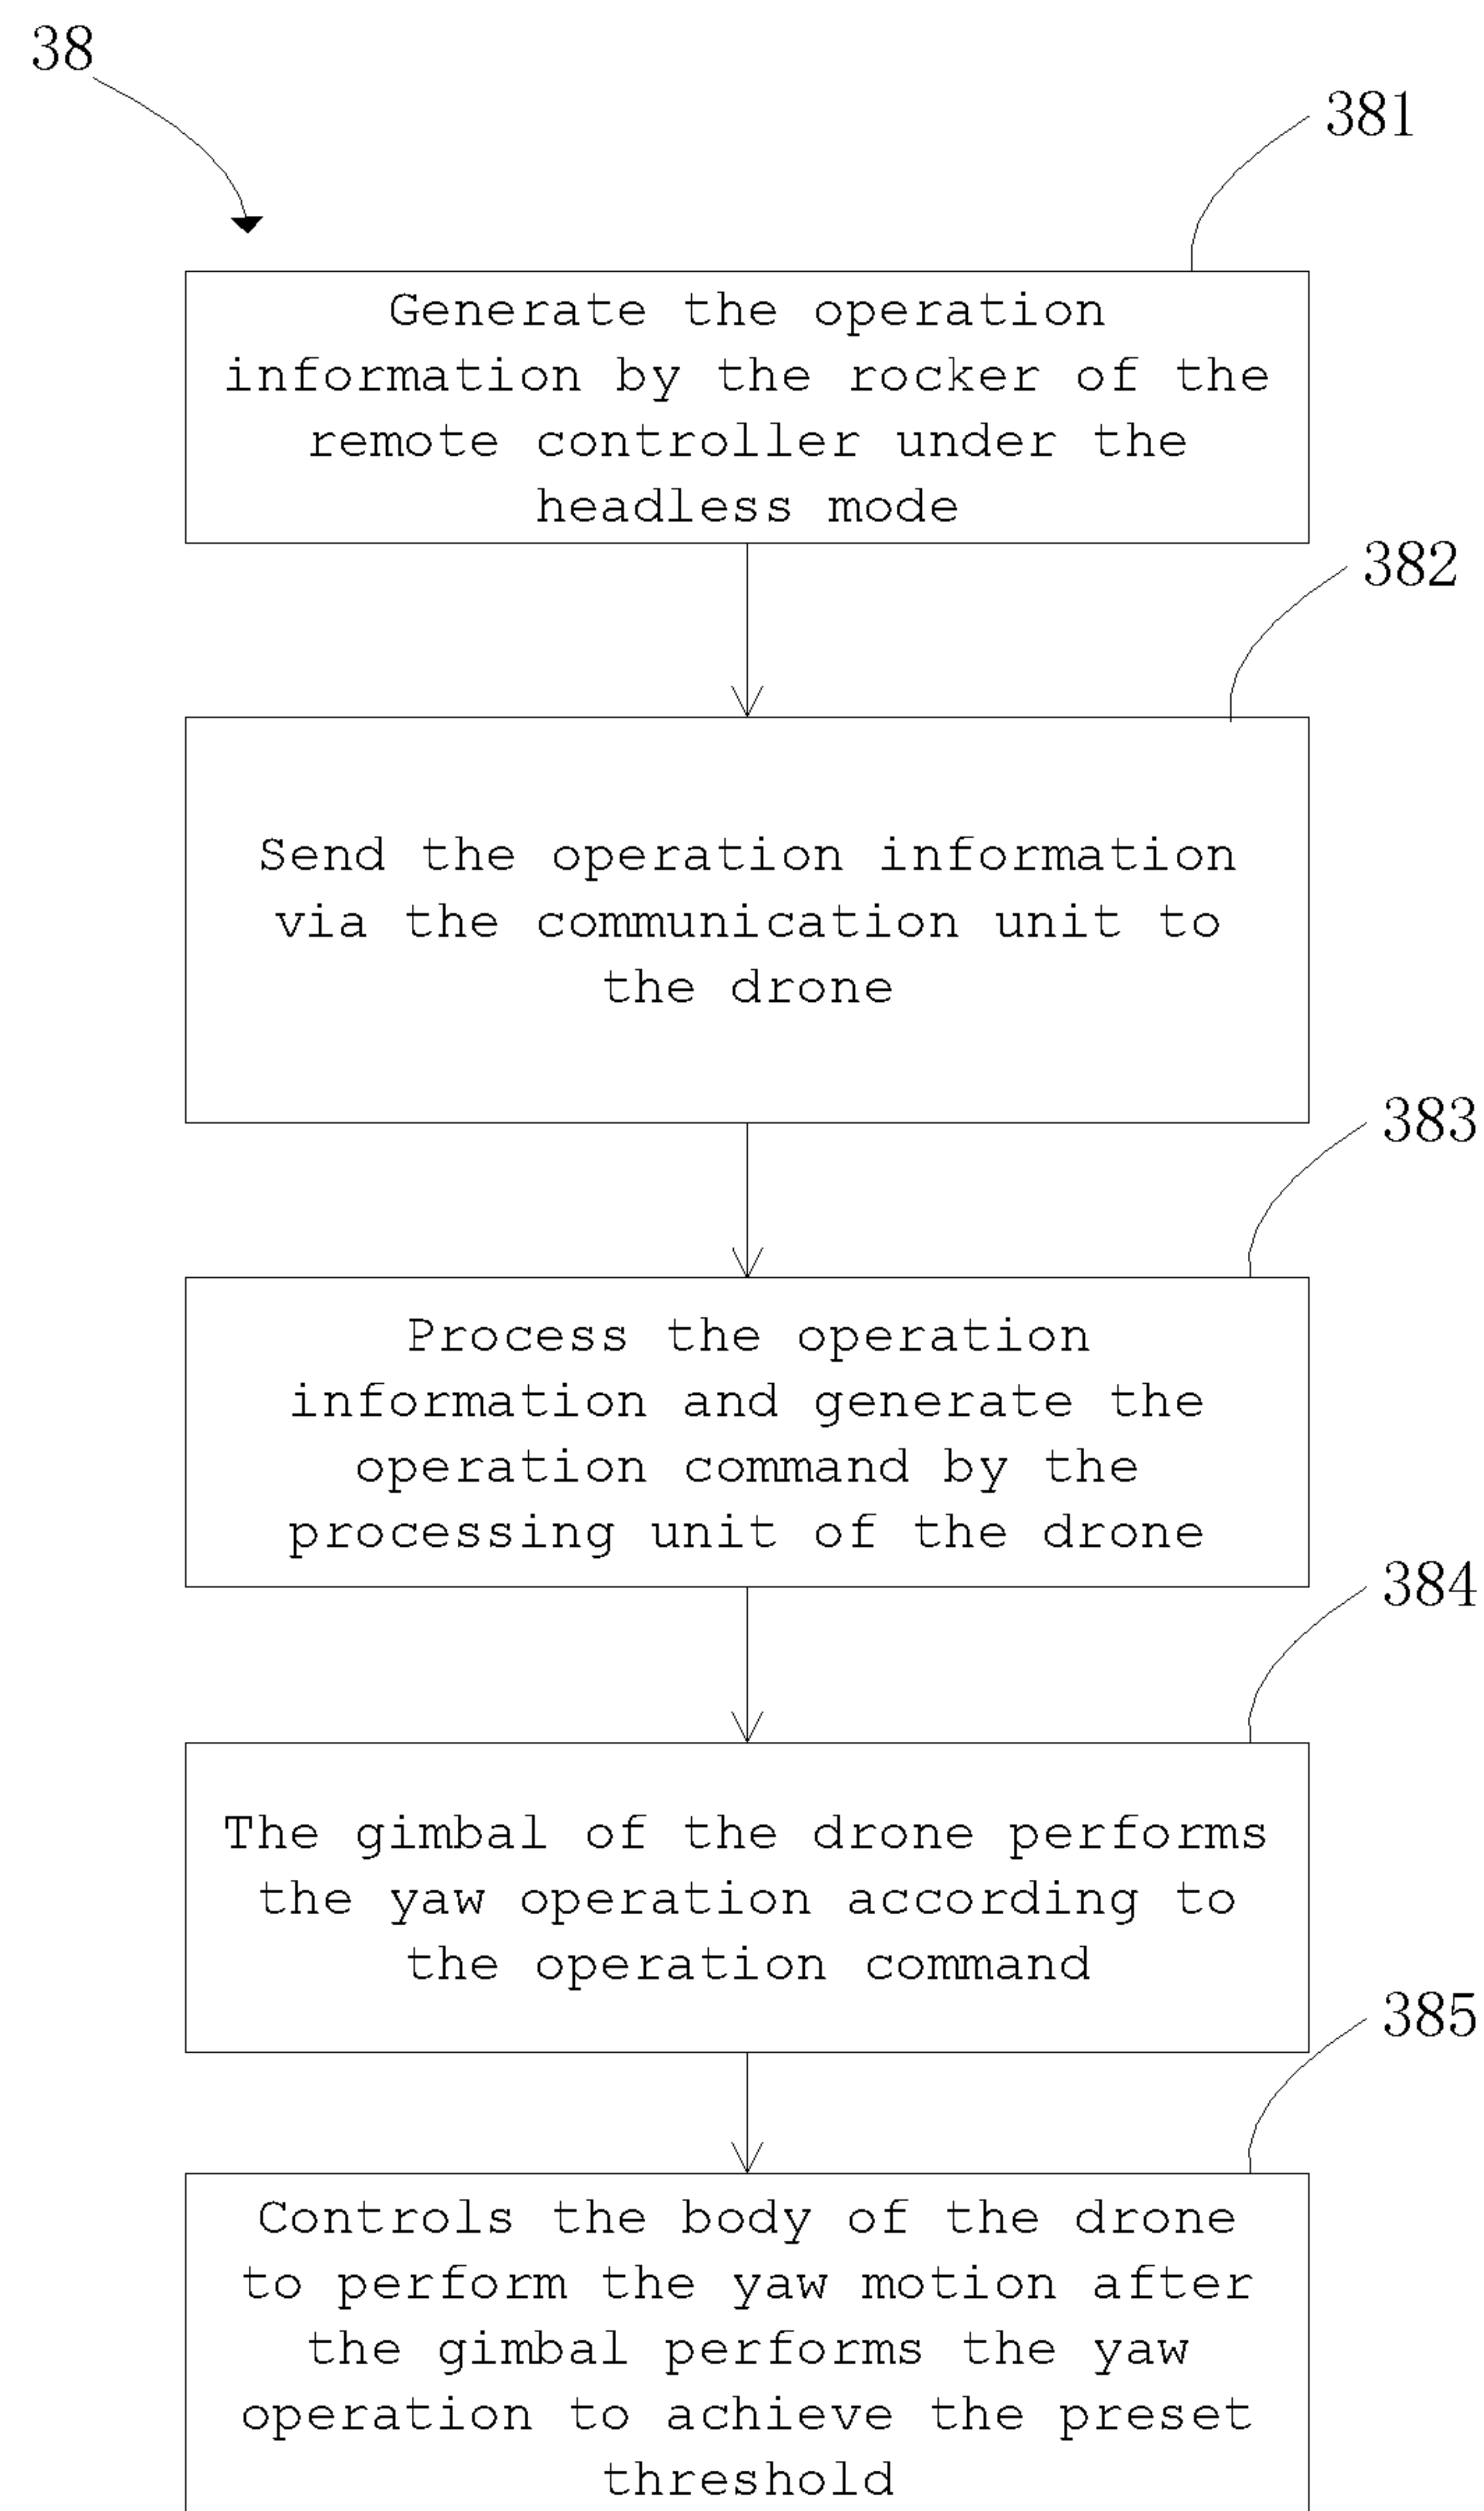 38
381
Generate the operation
information by the rocker of the
remote controller under the
headless mode
382
Send the operation information
via the communication unit to
the drone
383
Process the operation
information and generate the
operation command by the
processing unit of the drone
384
The gimbal of the drone performs
the yaw operation according to
the operation command
385
Controls the body of the drone
to perform the yaw motion after
the gimbal performs the yaw
operation to achieve the preset
threshold